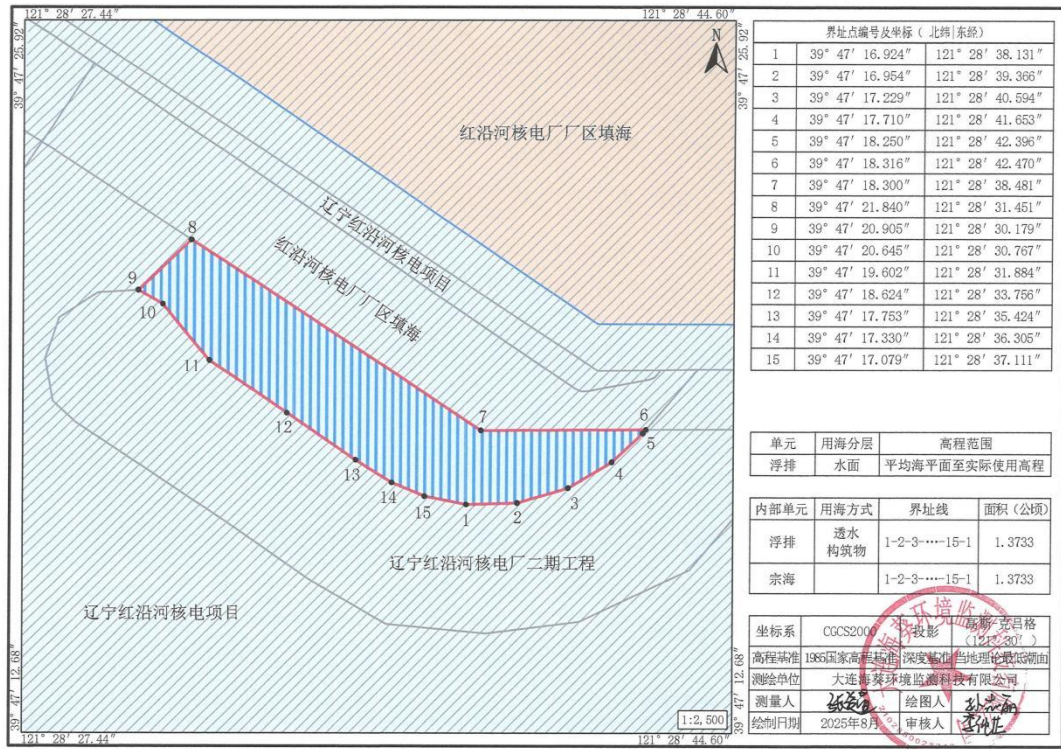 121° 28′ 27.44″
121° 28′ 44.60″
39° 47′ 25.92″
39° 47′ 25.92″
N
红沿河核电厂厂区填海
辽宁红沿河核电项目
红沿河核电厂厂区填海
8
9
10
11
12
13
14
15
1
2
3
4
5
6
7
辽宁红沿河核电厂二期工程
辽宁红沿河核电项目
1:2,500
39° 47′ 12.68″
39° 47′ 12.68″
121° 28′ 27.44″
121° 28′ 44.60″
界址点编号及坐标（ 北纬|东经）
1 39° 47′ 16.924″ 121° 28′ 38.131″
2 39° 47′ 16.954″ 121° 28′ 39.366″
3 39° 47′ 17.229″ 121° 28′ 40.594″
4 39° 47′ 17.710″ 121° 28′ 41.653″
5 39° 47′ 18.250″ 121° 28′ 42.396″
6 39° 47′ 18.316″ 121° 28′ 42.470″
7 39° 47′ 18.300″ 121° 28′ 38.481″
8 39° 47′ 21.840″ 121° 28′ 31.451″
9 39° 47′ 20.905″ 121° 28′ 30.179″
10 39° 47′ 20.645″ 121° 28′ 30.767″
11 39° 47′ 19.602″ 121° 28′ 31.884″
12 39° 47′ 18.624″ 121° 28′ 33.756″
13 39° 47′ 17.753″ 121° 28′ 35.424″
14 39° 47′ 17.330″ 121° 28′ 36.305″
15 39° 47′ 17.079″ 121° 28′ 37.111″
单元 用海分层 高程范围
浮排 水面 平均海平面至实际使用高程
内部单元 用海方式 界址线 面积（公顷）
浮排 透水构筑物 1-2-3-…-15-1 1.3733
宗海 1-2-3-…-15-1 1.3733
坐标系 CGCS2000 投影 高斯-克吕格（121° 30′）
高程基准 1985国家高程基准 深度基准 当地理论最低潮面
测绘单位 大连海葵环境监测科技有限公司
测量人 绘图人
绘制日期 2025年8月 审核人